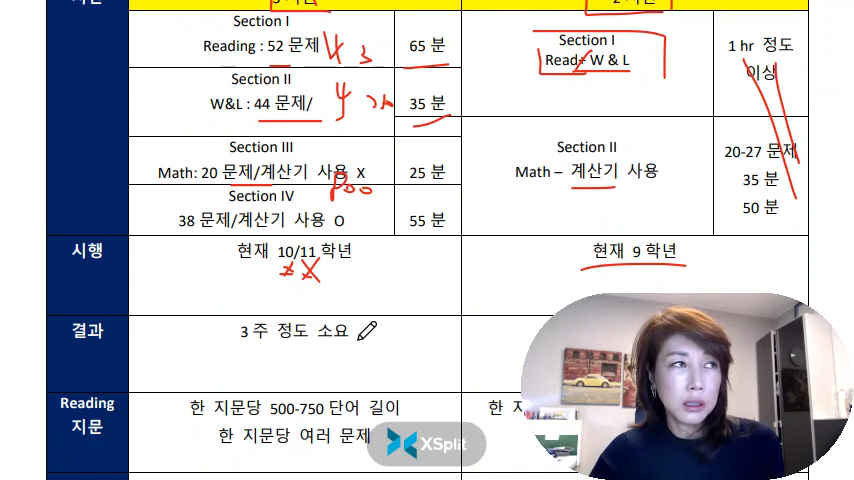 Section I
Reading : 52 문제
65 분
Section II
W&L : 44 문제/
35 분
Section III
Math: 20 문제/계산기 사용 X
25 분
Section IV
38 문제/계산기 사용 O
55 분
Section I
Read+ W & L
1 hr 정도
이상
Section II
Math – 계산기 사용
20-27 문제
35 분
50 분
시행
현재 10/11 학년
현재 9 학년
결과
3 주 정도 소요
Reading
지문
한 지문당 500-750 단어 길이
한 지문당 여러 문제
한
XSplit